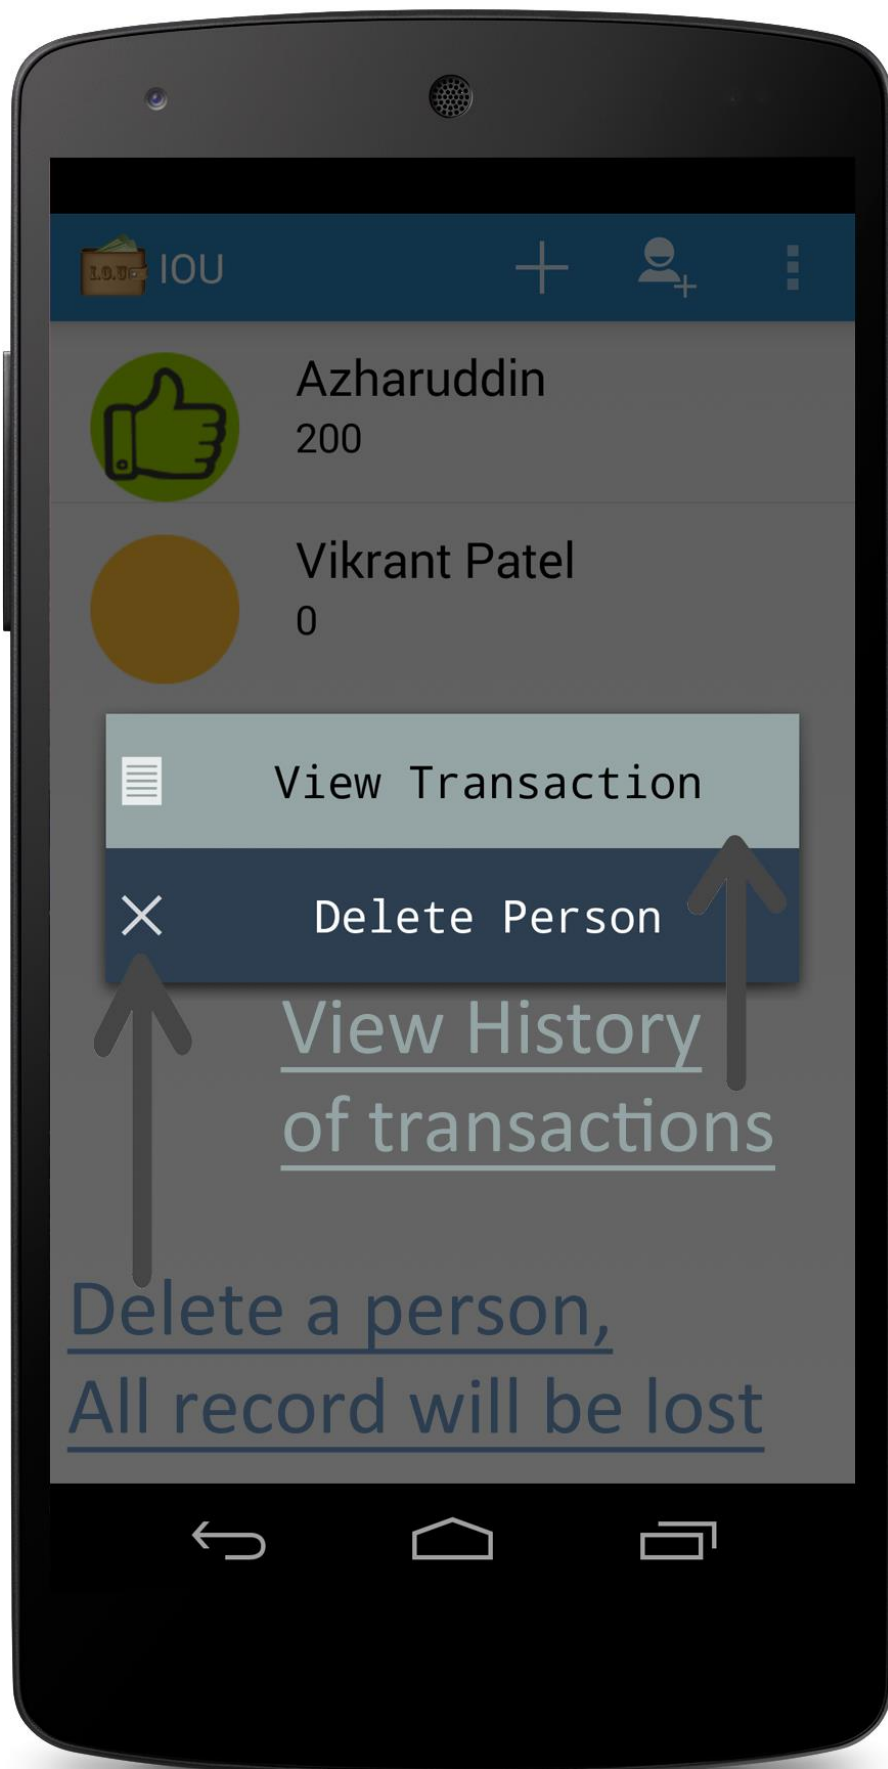 I.O.U
IOU
Azharuddin
200
Vikrant Patel
0
View Transaction
Delete Person
View History
of transactions
Delete a person,
All record will be lost